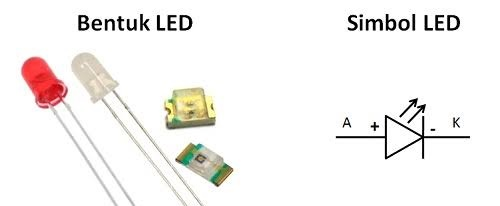 Bentuk LED
Simbol LED
A + - K